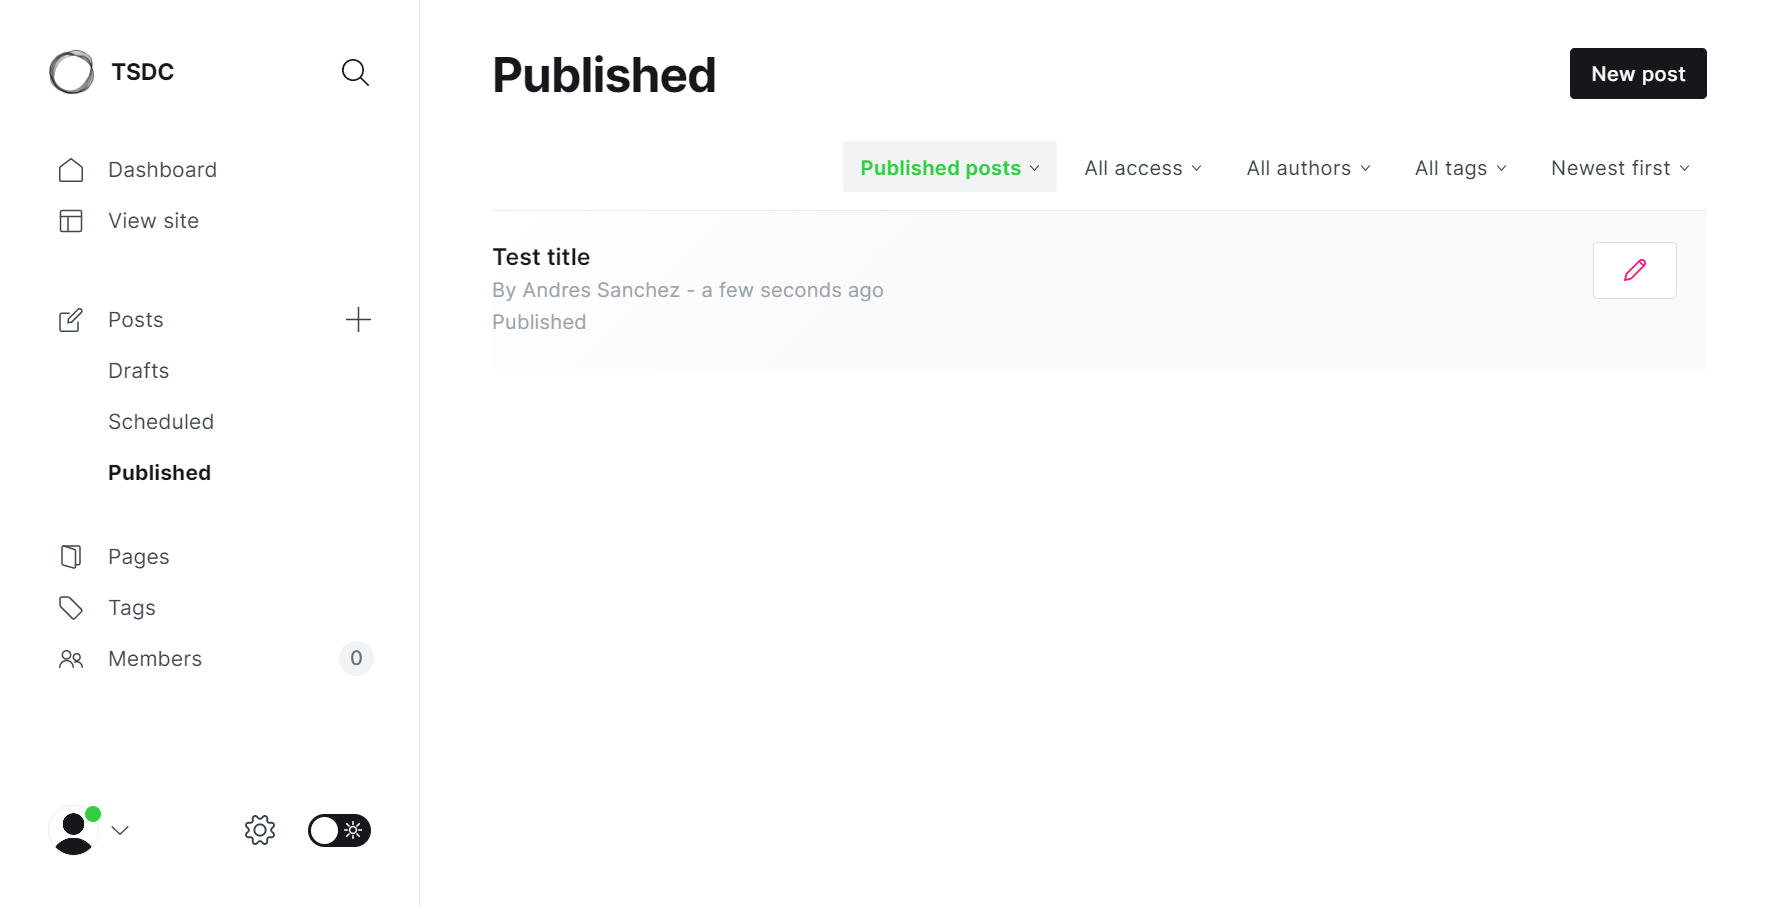 TSDC
Dashboard
View site
Posts
Drafts
Scheduled
Published
Pages
Tags
Members 0
Published
New post
Published posts All access All authors All tags Newest first
Test title
By Andres Sanchez - a few seconds ago
Published